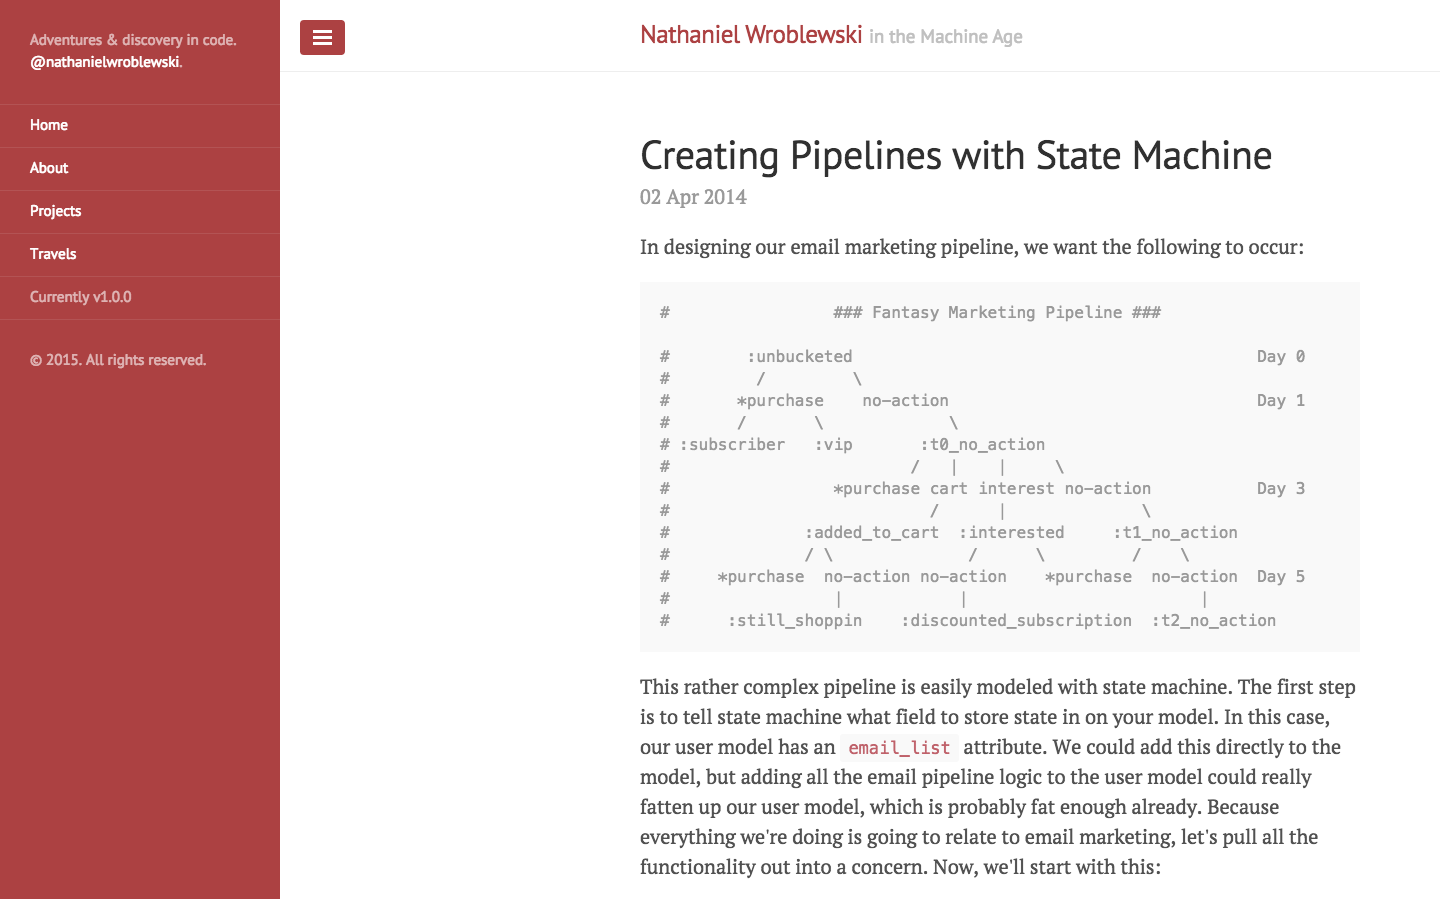 Adventures & discovery in code.
@nathanielwroblewski.
Home
About
Projects
Travels
Currently v1.0.0
© 2015. All rights reserved.
Nathaniel Wroblewski in the Machine Age
Creating Pipelines with State Machine
02 Apr 2014
In designing our email marketing pipeline, we want the following to occur:
#                 ### Fantasy Marketing Pipeline ###
#        :unbucketed                                          Day 0
#         /         \
#       *purchase    no-action                                Day 1
#       /       \             \
# :subscriber   :vip       :t0_no_action
#                         /   |    |     \
#                 *purchase cart interest no-action           Day 3
#                           /      |              \
#              :added_to_cart  :interested     :t1_no_action
#              / \              /      \         /    \
#     *purchase  no-action no-action    *purchase  no-action  Day 5
#                 |            |                        |
#      :still_shoppin    :discounted_subscription  :t2_no_action
This rather complex pipeline is easily modeled with state machine. The first step
is to tell state machine what field to store state in on your model. In this case,
our user model has an email_list attribute. We could add this directly to the
model, but adding all the email pipeline logic to the user model could really
fatten up our user model, which is probably fat enough already. Because
everything we're doing is going to relate to email marketing, let's pull all the
functionality out into a concern. Now, we'll start with this: